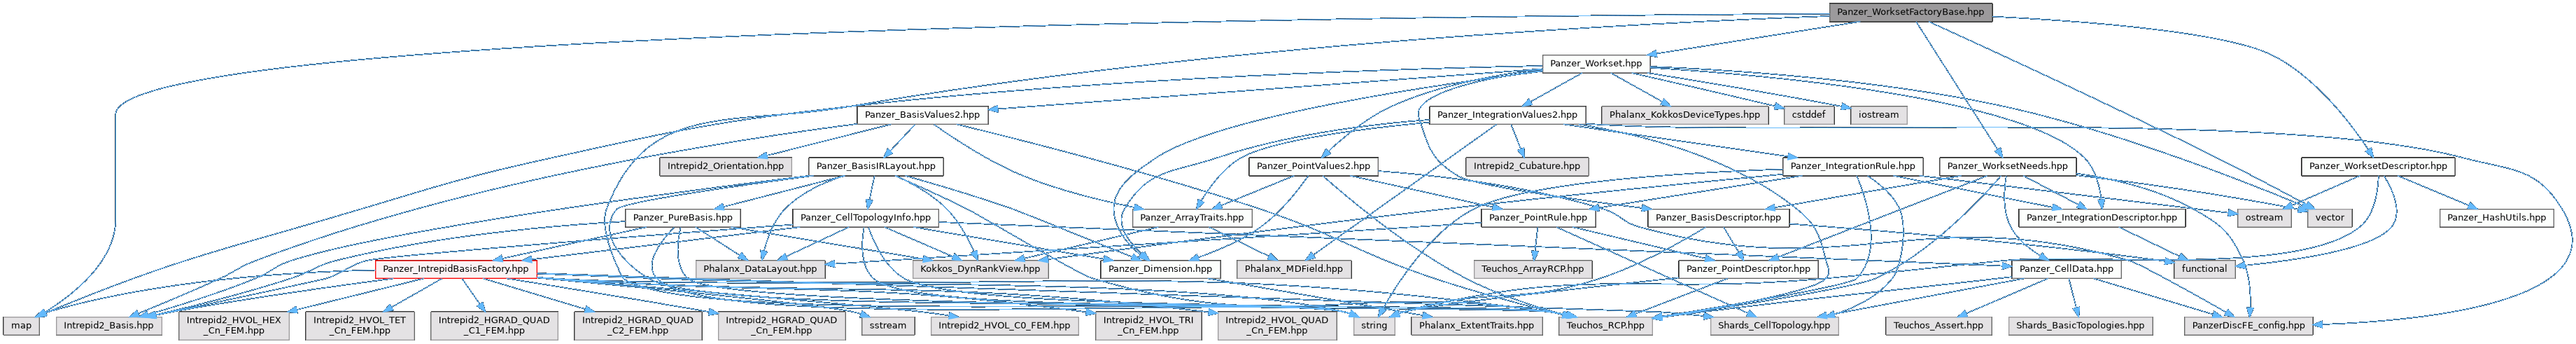 Panzer_WorksetFactoryBase.hpp
Panzer_Workset.hpp
Panzer_BasisValues2.hpp
Panzer_IntegrationValues2.hpp
Phalanx_KokkosDeviceTypes.hpp
cstddef
iostream
Intrepid2_Orientation.hpp
Panzer_BasisIRLayout.hpp
Panzer_PointValues2.hpp
Intrepid2_Cubature.hpp
Panzer_IntegrationRule.hpp
Panzer_WorksetNeeds.hpp
Panzer_WorksetDescriptor.hpp
Panzer_PureBasis.hpp
Panzer_CellTopologyInfo.hpp
Panzer_ArrayTraits.hpp
Panzer_PointRule.hpp
Panzer_BasisDescriptor.hpp
Panzer_IntegrationDescriptor.hpp
ostream
vector
Panzer_HashUtils.hpp
Panzer_IntrepidBasisFactory.hpp
Phalanx_DataLayout.hpp
Kokkos_DynRankView.hpp
Panzer_Dimension.hpp
Phalanx_MDField.hpp
Teuchos_ArrayRCP.hpp
Panzer_PointDescriptor.hpp
Panzer_CellData.hpp
functional
map
Intrepid2_Basis.hpp
Intrepid2_HVOL_HEX
_Cn_FEM.hpp
Intrepid2_HVOL_TET
_Cn_FEM.hpp
Intrepid2_HGRAD_QUAD
_C1_FEM.hpp
Intrepid2_HGRAD_QUAD
_C2_FEM.hpp
Intrepid2_HGRAD_QUAD
_Cn_FEM.hpp
sstream
Intrepid2_HVOL_C0_FEM.hpp
Intrepid2_HVOL_TRI
_Cn_FEM.hpp
Intrepid2_HVOL_QUAD
_Cn_FEM.hpp
string
Phalanx_ExtentTraits.hpp
Teuchos_RCP.hpp
Shards_CellTopology.hpp
Teuchos_Assert.hpp
Shards_BasicTopologies.hpp
PanzerDiscFE_config.hpp